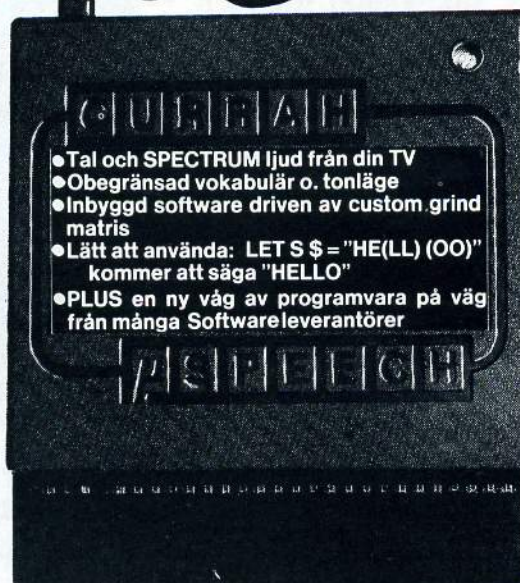 CURRAH
●Tal och SPECTRUM ljud från din TV
●Obegränsad vokabulär o. tonläge
●Inbyggd software driven av custom grind
matris
●Lätt att använda: LET S $ = "HE(LL) (OO)"
kommer att säga "HELLO"
●PLUS en ny våg av programvara på väg
från många Softwareleverantörer
μSPEECH